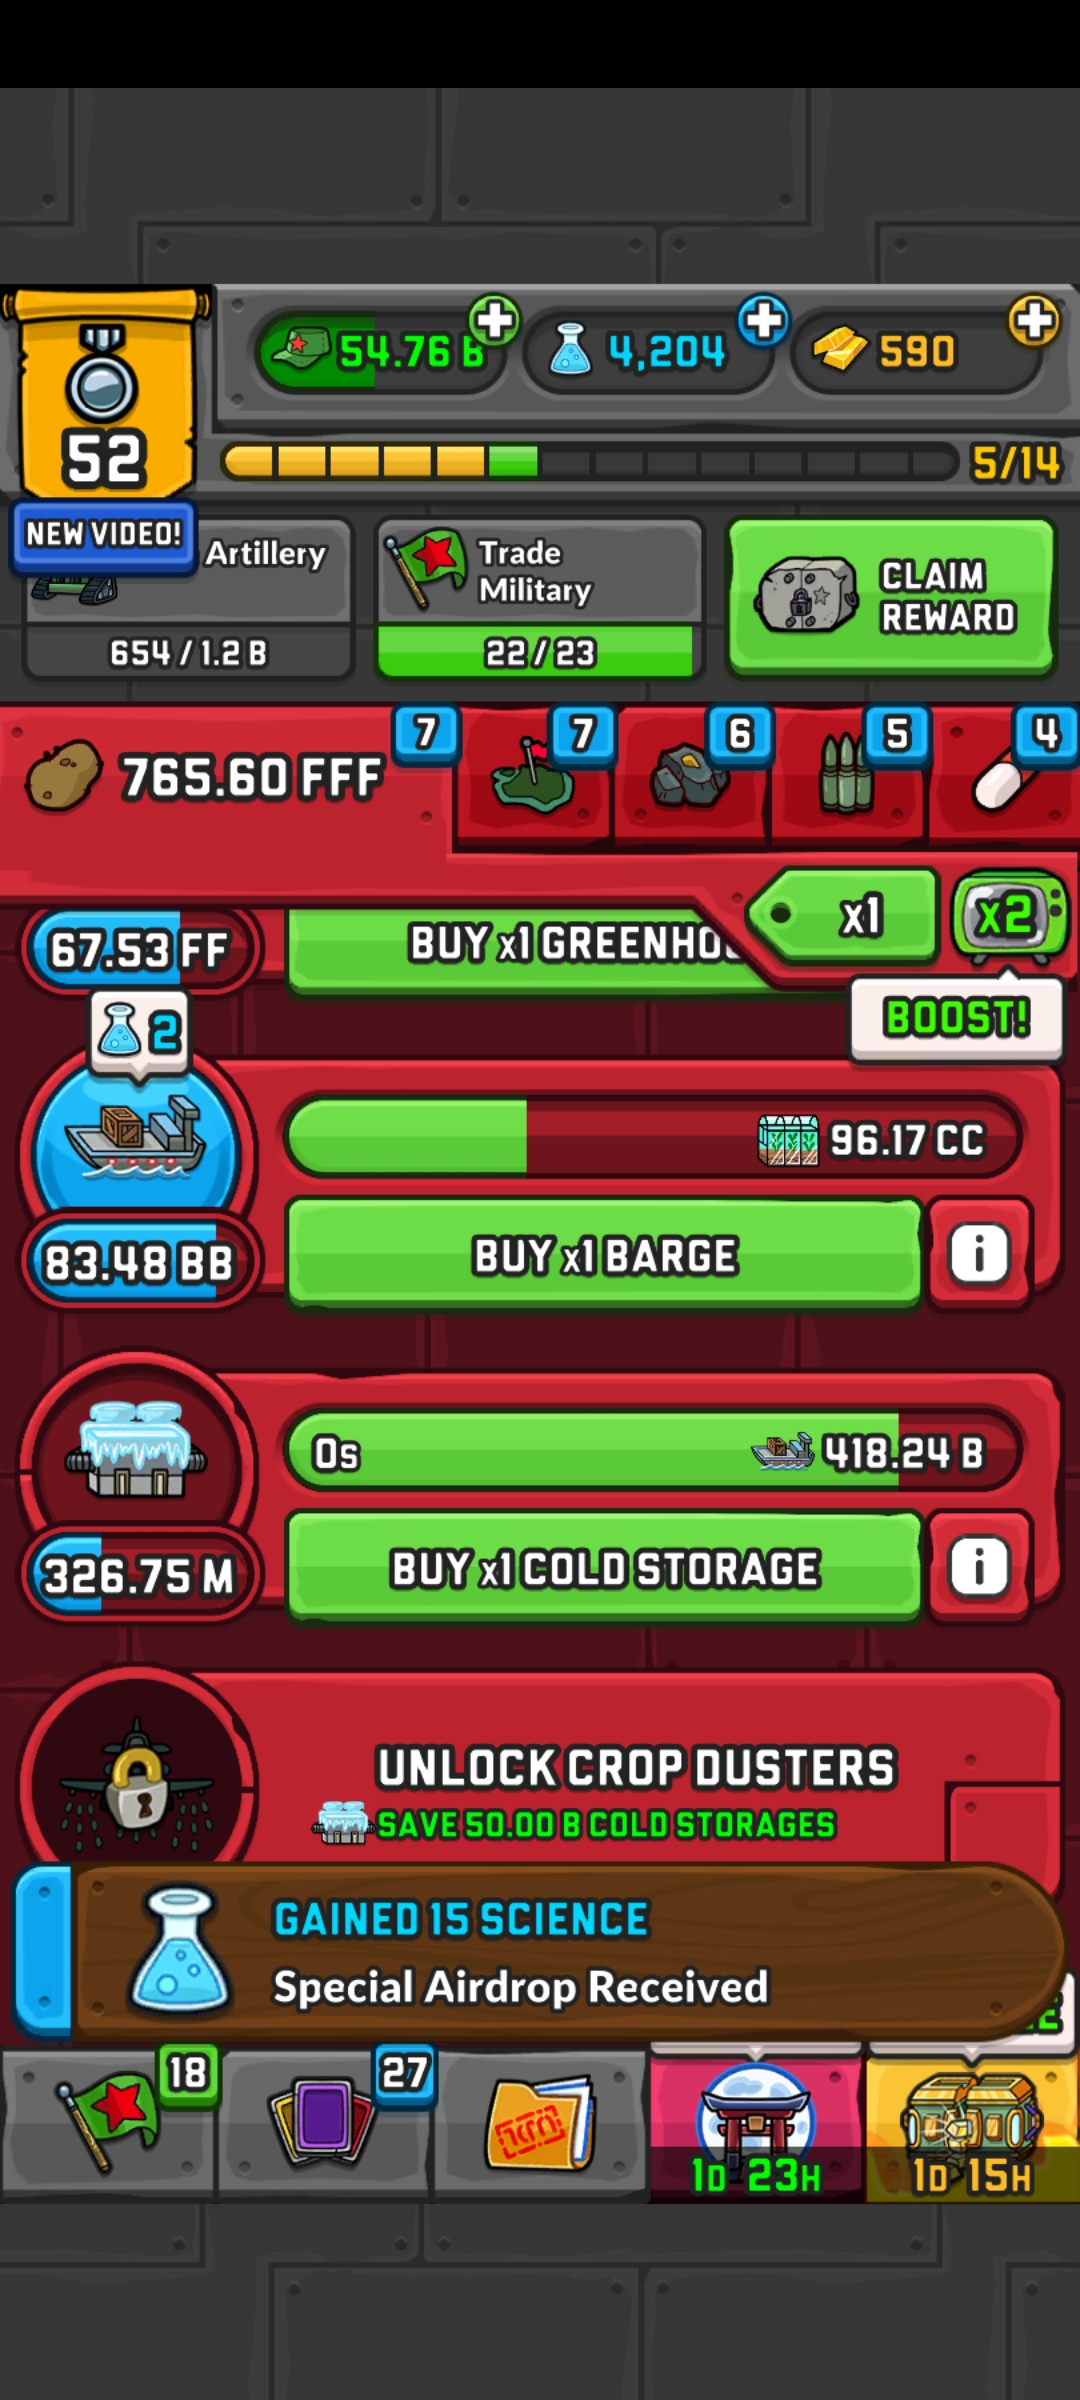 54.76 B
4,204
590
52
5/14
NEW VIDEO!
Artillery
654 / 1.2 B
Trade
Military
22 / 23
CLAIM
REWARD
765.60 FFF
7
7
6
5
4
x1
x2
67.53 FF
BUY x1 GREENHO
BOOST!
2
96.17 CC
83.48 BB
BUY x1 BARGE
i
0s
418.24 B
326.75 M
BUY x1 COLD STORAGE
i
UNLOCK CROP DUSTERS
SAVE 50.00 B COLD STORAGES
GAINED 15 SCIENCE
Special Airdrop Received
18
27
1D 23H
1D 15H